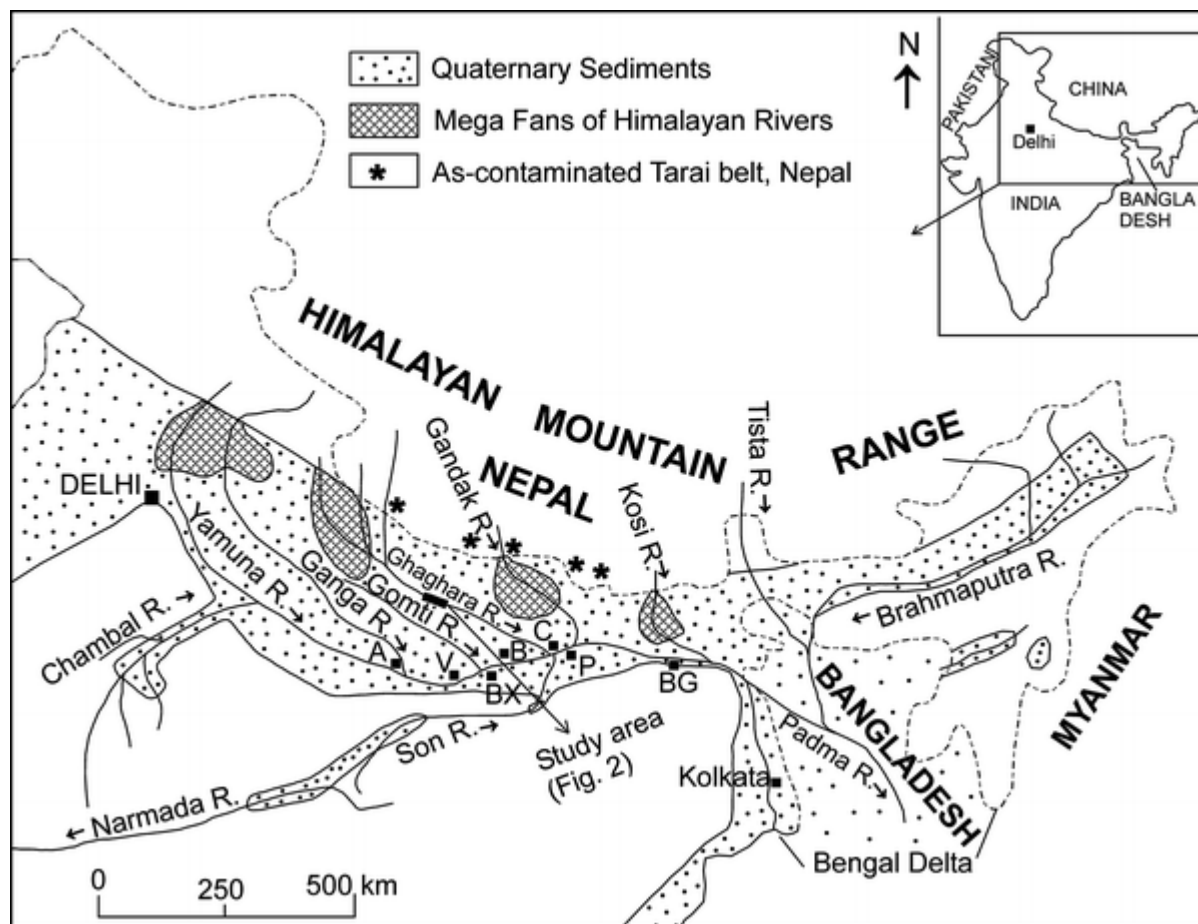 Quaternary Sediments
Mega Fans of Himalayan Rivers
*
As-contaminated Tarai belt, Nepal
N
PAKISTAN
CHINA
Delhi
INDIA
BANGLA
DESH
HIMALAYAN MOUNTAIN RANGE
NEPAL
DELHI
Yamuna R.
Ganga R.
Gomti R.
Ghaghara R.
Gandak R.
Kosi R.
Tista R.
Brahmaputra R.
Chambal R.
A
V
BX
B
C
P
BG
Son R.
Study area
(Fig. 2)
Narmada R.
Kolkata
Padma R.
BANGLADESH
MYANMAR
Bengal Delta
0 250 500 km